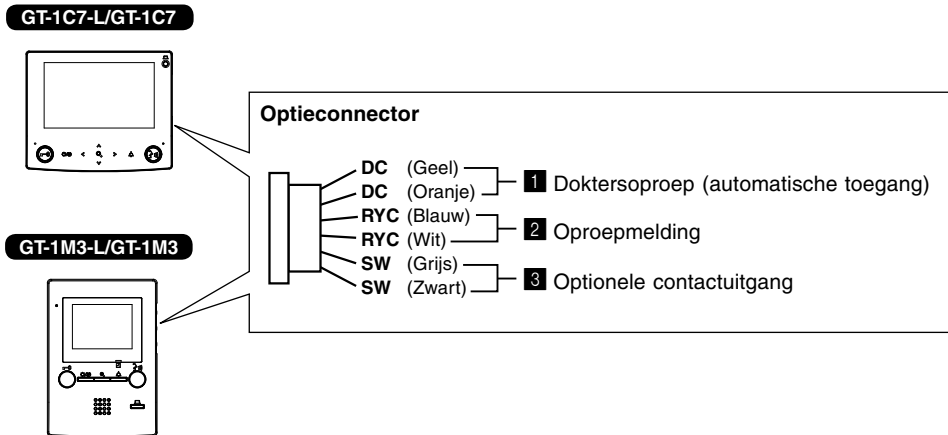 GT-1C7-L/GT-1C7
Optieconnector
DC (Geel)
DC (Oranje)
1 Doktersoproep (automatische toegang)
RYC (Blauw)
RYC (Wit)
2 Oproepmelding
SW (Grijs)
SW (Zwart)
3 Optionele contactuitgang
GT-1M3-L/GT-1M3